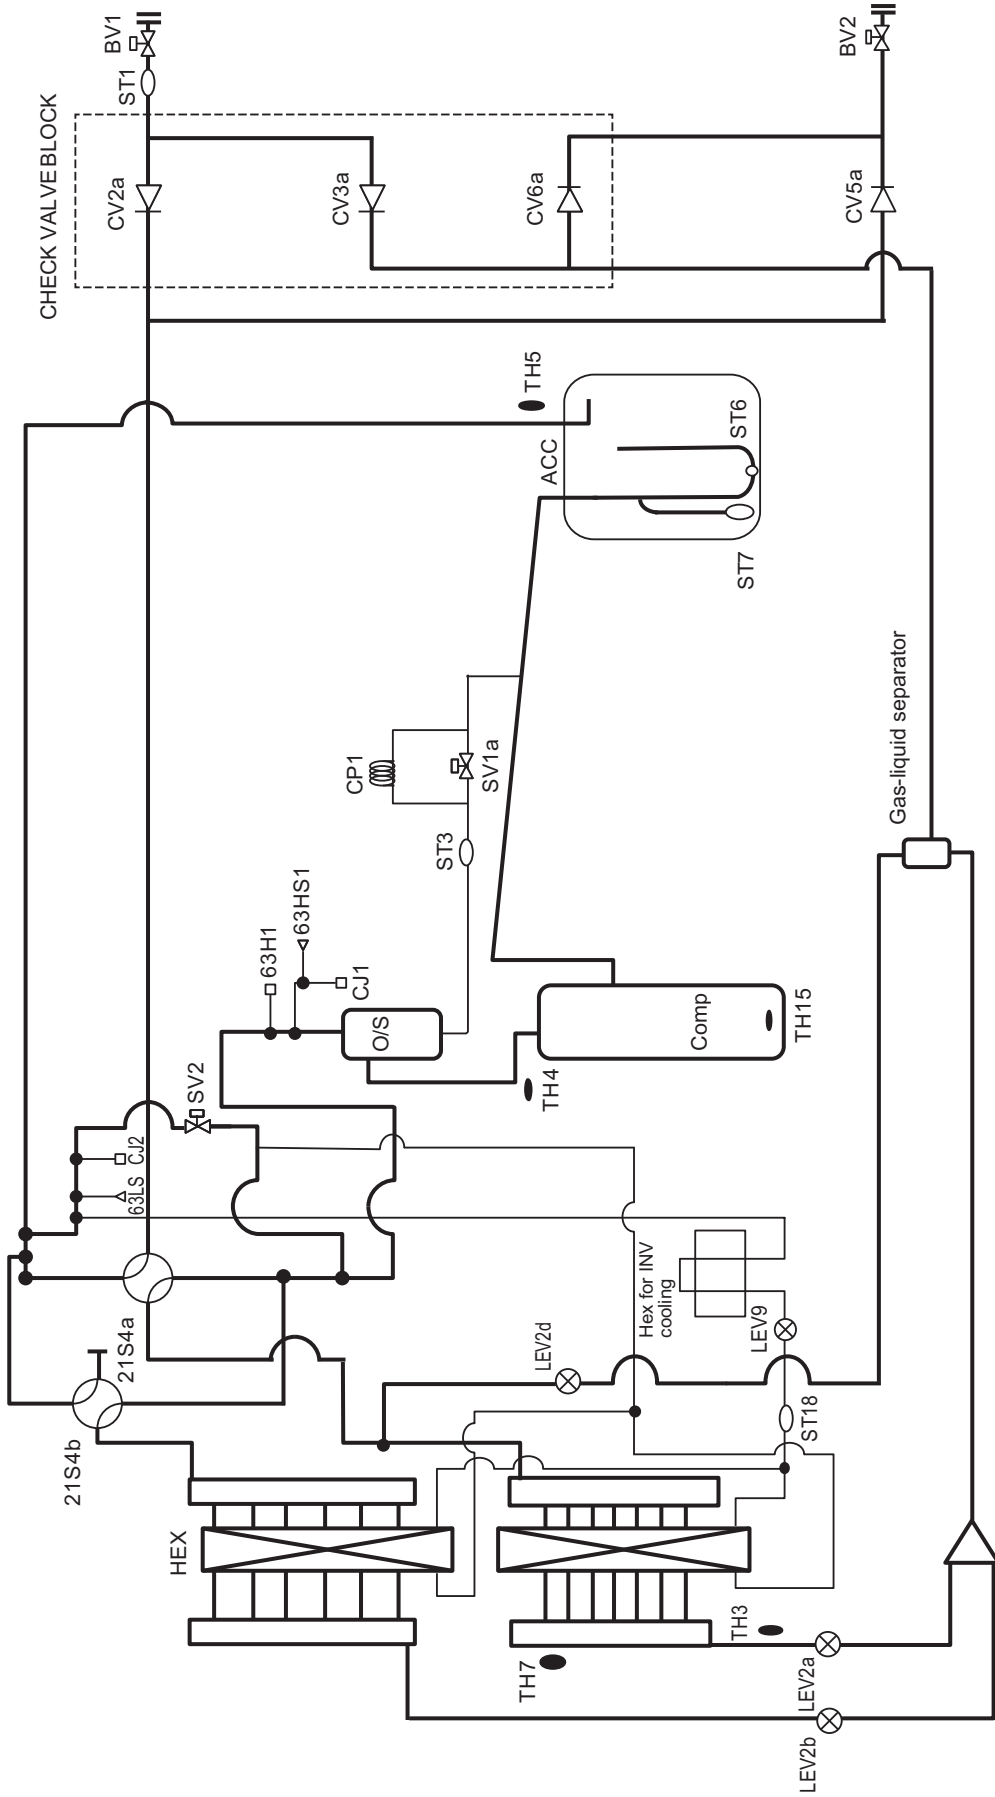 CHECK VALVE BLOCK
BV1
ST1
CV2a
CV3a
CV6a
CV5a
BV2
TH5
ACC
ST6
ST7
Gas-liquid separator
CP1
SV1a
ST3
63H1
63HS1
CJ1
O/S
Comp
TH15
TH4
SV2
CJ2
63LS
21S4a
21S4b
Hex for INV
cooling
LEV9
LEV2d
ST18
HEX
TH7
TH3
LEV2a
LEV2b